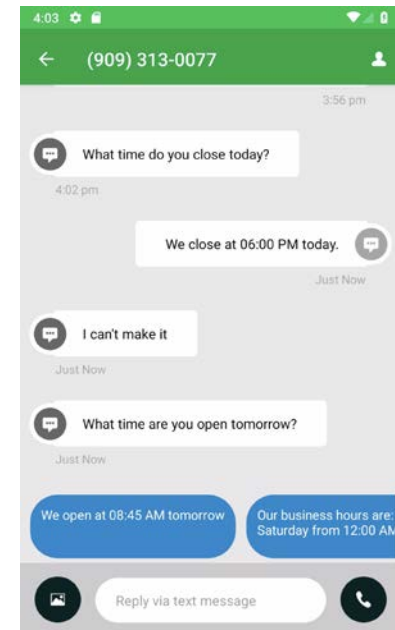 4:03
(909) 313-0077
3:56 pm
What time do you close today?
4:02 pm
We close at 06:00 PM today.
Just Now
I can't make it
Just Now
What time are you open tomorrow?
Just Now
We open at 08:45 AM tomorrow
Our business hours are:
Saturday from 12:00 AM
Reply via text message